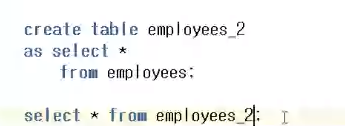 create table employees_2
as select *
from employees;
select * from employees_2;